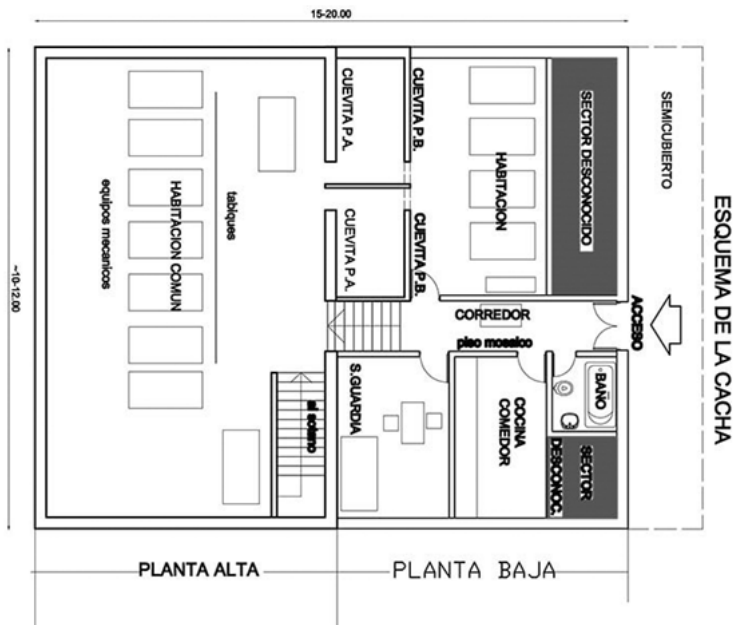 15-20.00
ESQUEMA DE LA CACHA
SEMICUBIERTO
SECTOR DESCONOCIDO
HABITACION
CUEVITA P.B.
CUEVITA P.A.
CUEVITA P.B.
CUEVITA P.A.
tabiques
HABITACION COMUN
equipos mecanicos
~10-12.00
ACCESO
CORREDOR
piso mosaico
BAÑO
SECTOR
DESCONOC.
COCINA
COMEDOR
S.GUARDIA
al sotano
PLANTA ALTA
PLANTA BAJA